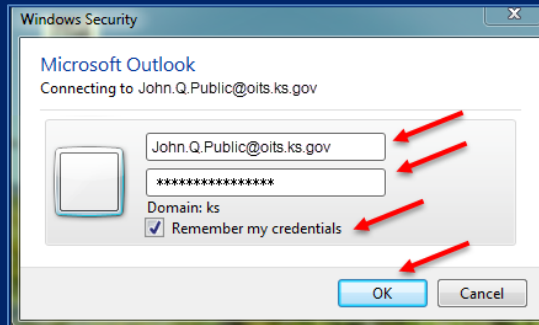 Windows Security
Microsoft Outlook
Connecting to John.Q.Public@oits.ks.gov
John.Q.Public@oits.ks.gov
****************
Domain: ks
Remember my credentials
OK Cancel